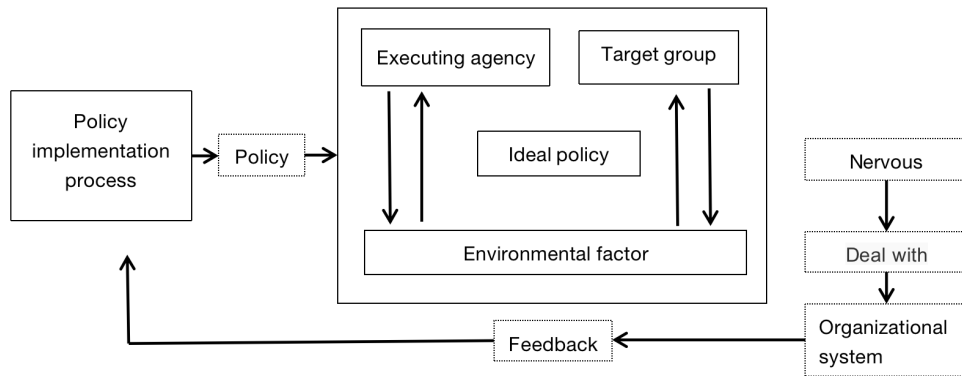 Policy
implementation
process
Policy
Executing agency
Target group
Ideal policy
Environmental factor
Nervous
Deal with
Organizational
system
Feedback